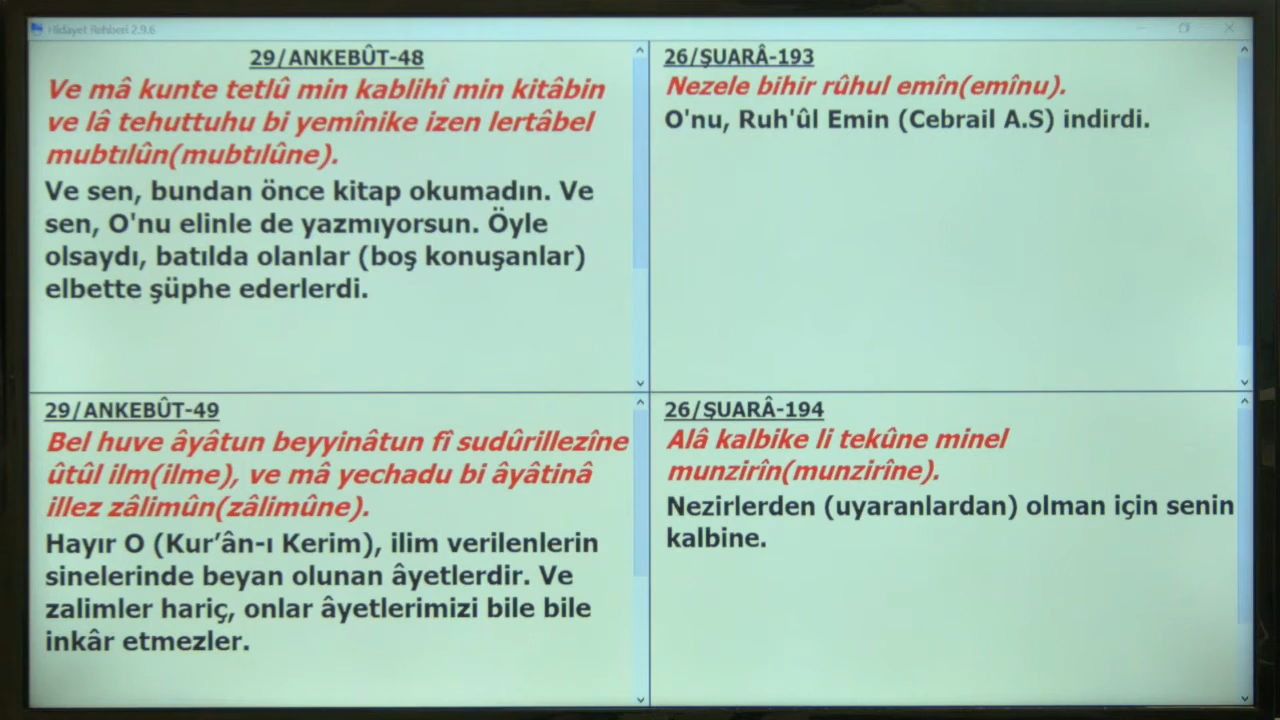 Hidayet Rehberi 2.9.6
29/ANKEBÛT-48
Ve mâ kunte tetlû min kablihî min kitâbin
ve lâ tehuttuhu bi yemînike izen lertâbel
mubtılûn(mubtılûne).
Ve sen, bundan önce kitap okumadın. Ve
sen, O'nu elinle de yazmıyorsun. Öyle
olsaydı, batılda olanlar (boş konuşanlar)
elbette şüphe ederlerdi.
26/ŞUARÂ-193
Nezele bihir rûhul emîn(emînu).
O'nu, Ruh'ûl Emin (Cebrail A.S) indirdi.
29/ANKEBÛT-49
Bel huve âyâtun beyyinâtun fî sudûrillezîne
ûtûl ilm(ilme), ve mâ yechadu bi âyâtinâ
illez zâlimûn(zâlimûne).
Hayır O (Kur’ân-ı Kerim), ilim verilenlerin
sinelerinde beyan olunan âyetlerdir. Ve
zalimler hariç, onlar âyetlerimizi bile bile
inkâr etmezler.
26/ŞUARÂ-194
Alâ kalbike li tekûne minel
munzirîn(munzirîne).
Nezirlerden (uyaranlardan) olman için senin
kalbine.